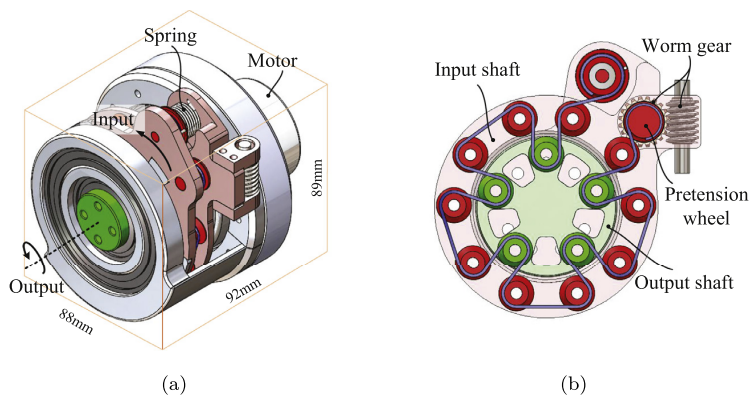 Spring
Motor
Input
Output
88mm
92mm
89mm
(a)
Worm gear
Input shaft
Pretension
wheel
Output shaft
(b)